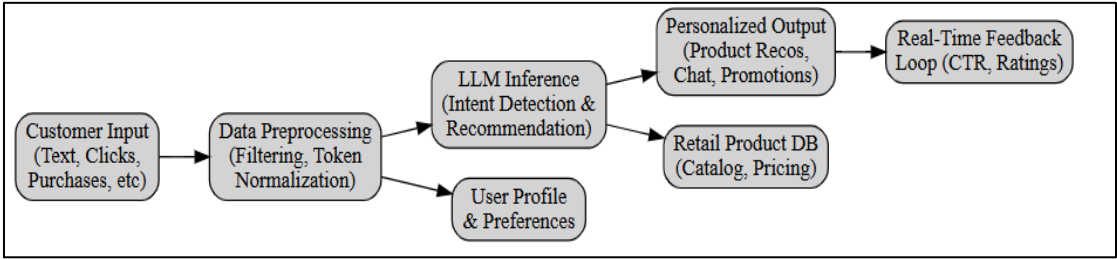 Customer Input
(Text, Clicks,
Purchases, etc)
Data Preprocessing
(Filtering, Token
Normalization)
LLM Inference
(Intent Detection &
Recommendation)
User Profile
& Preferences
Personalized Output
(Product Recos,
Chat, Promotions)
Retail Product DB
(Catalog, Pricing)
Real-Time Feedback
Loop (CTR, Ratings)